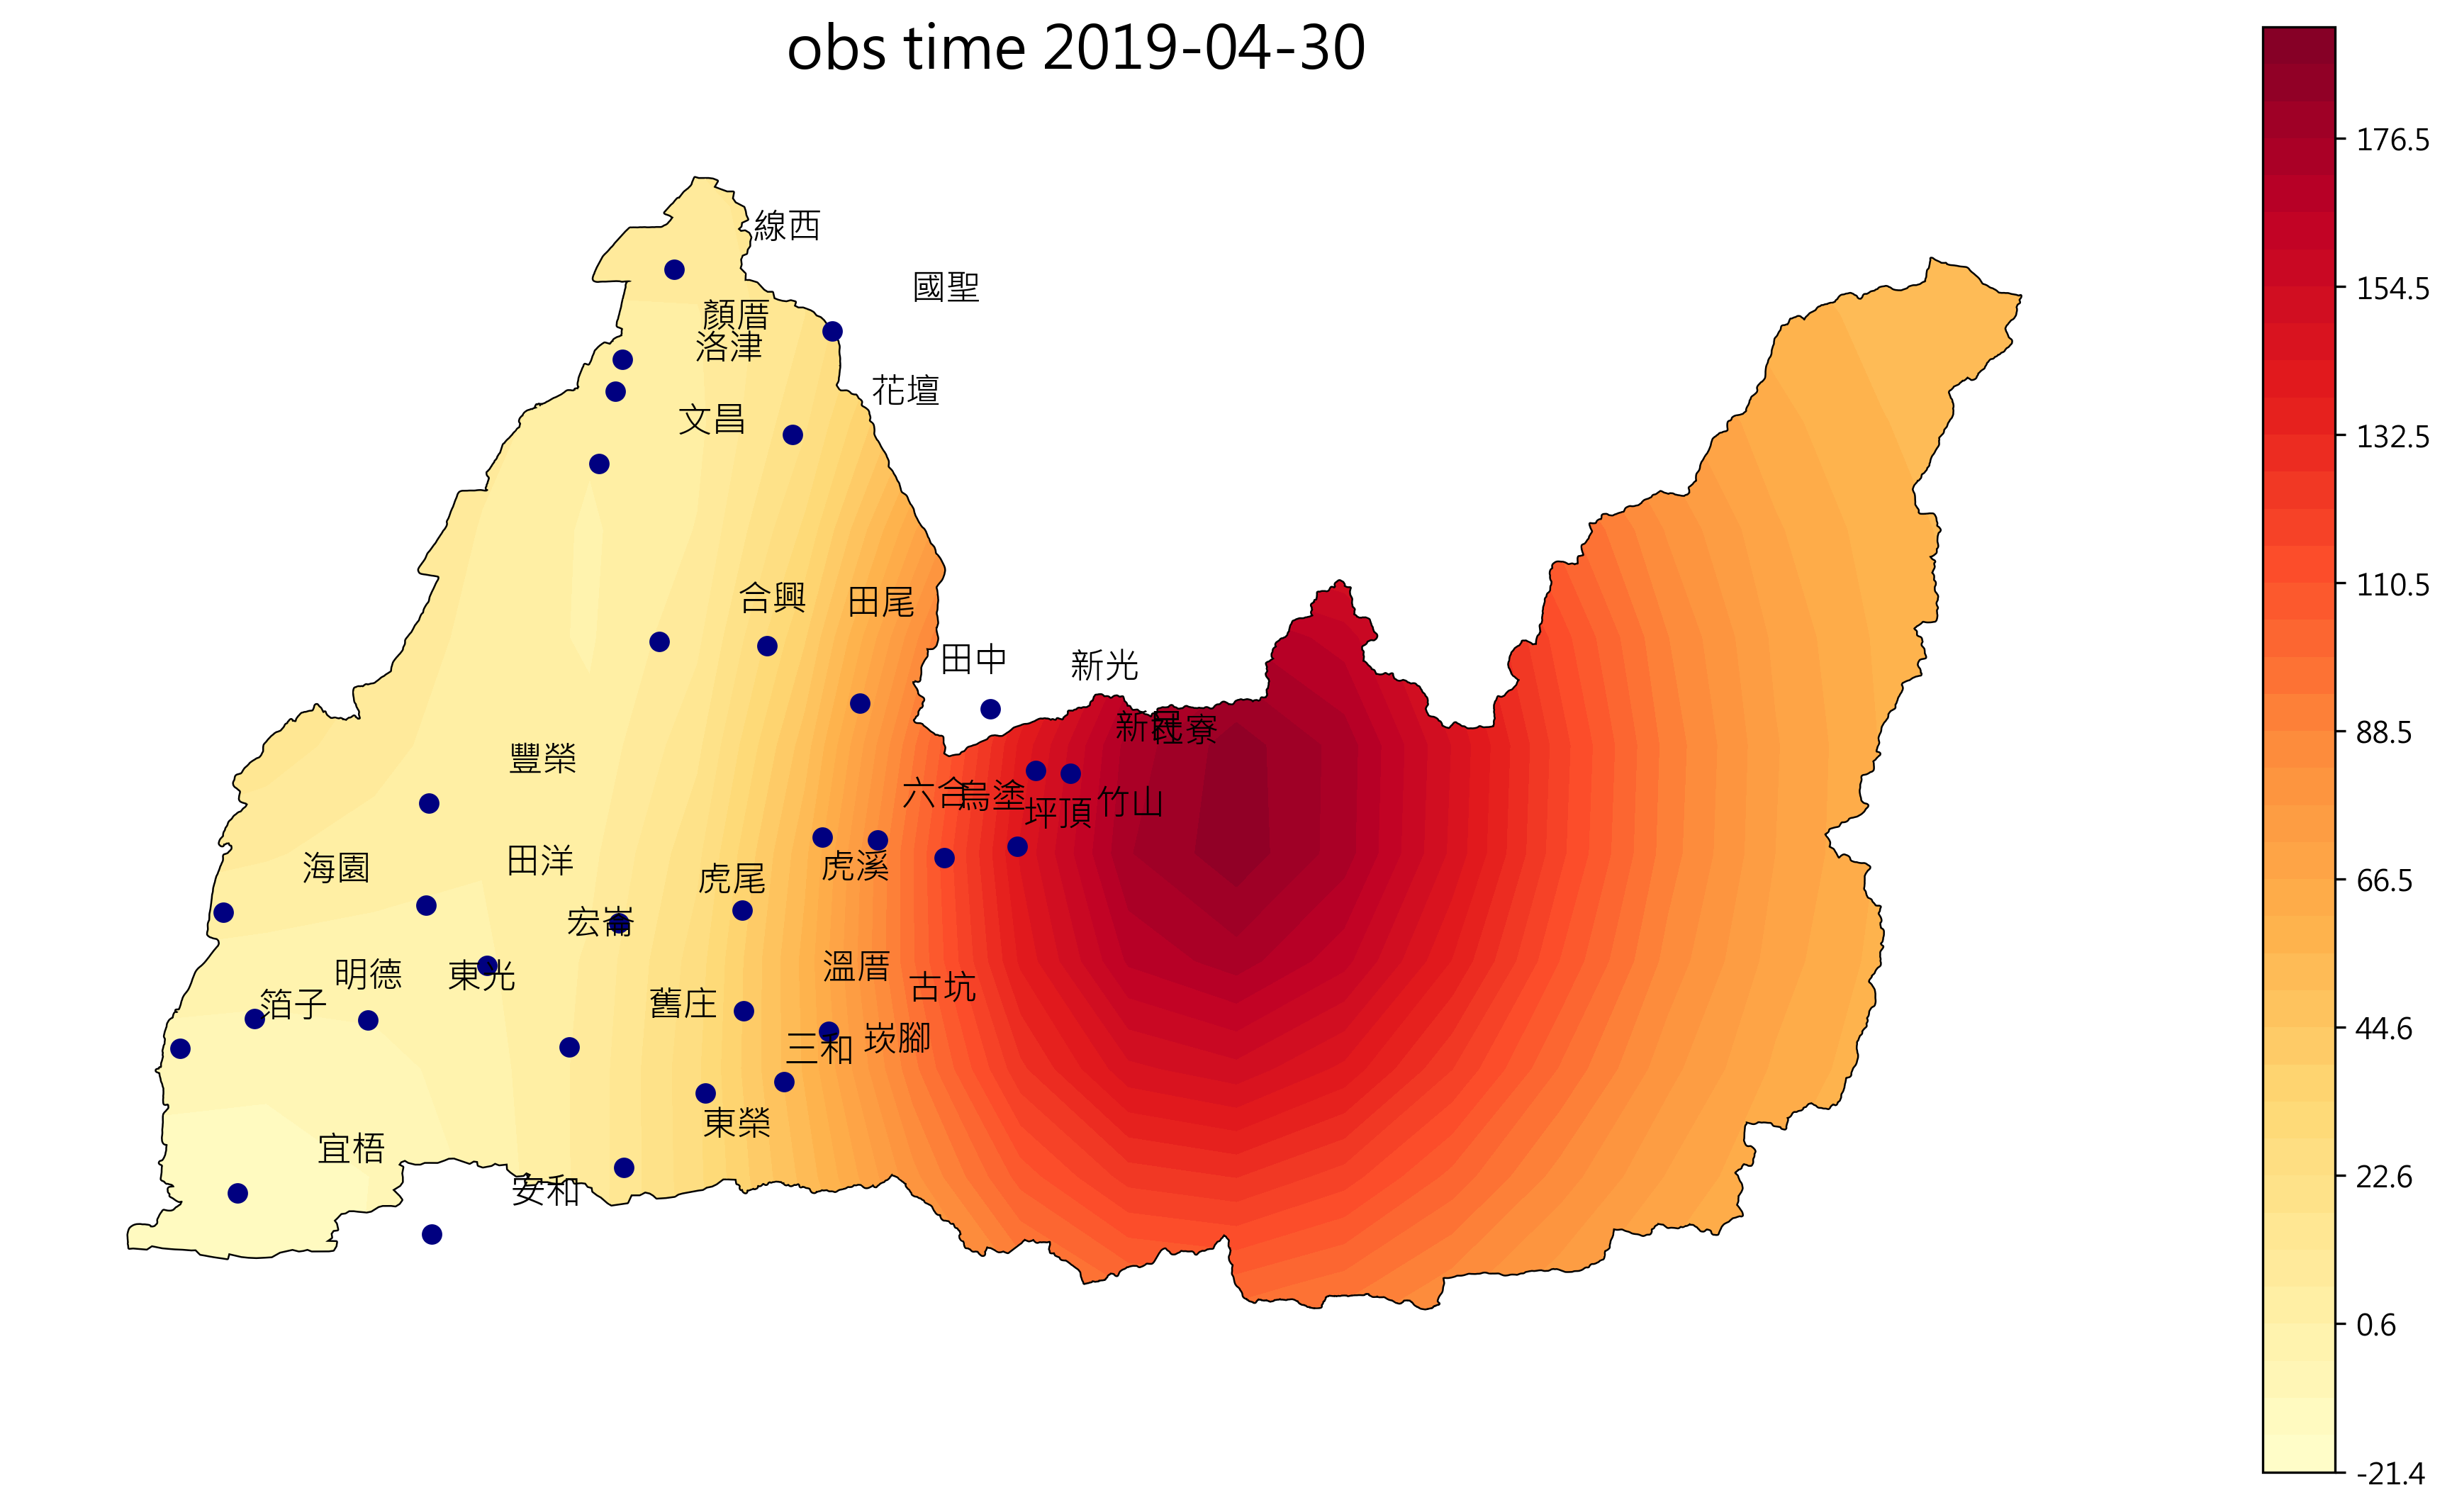 obs time 2019-04-30
線西
國聖
顏厝
洛津
花壇
文昌
合興
田尾
田中
新光
新民
社寮
豐榮
六合
烏塗
坪頂
竹山
海園
田洋
虎尾
虎溪
宏崙
明德
東光
溫厝
古坑
箔子
舊庄
三和
崁腳
東榮
宜梧
安和
176.5
154.5
132.5
110.5
88.5
66.5
44.6
22.6
0.6
-21.4